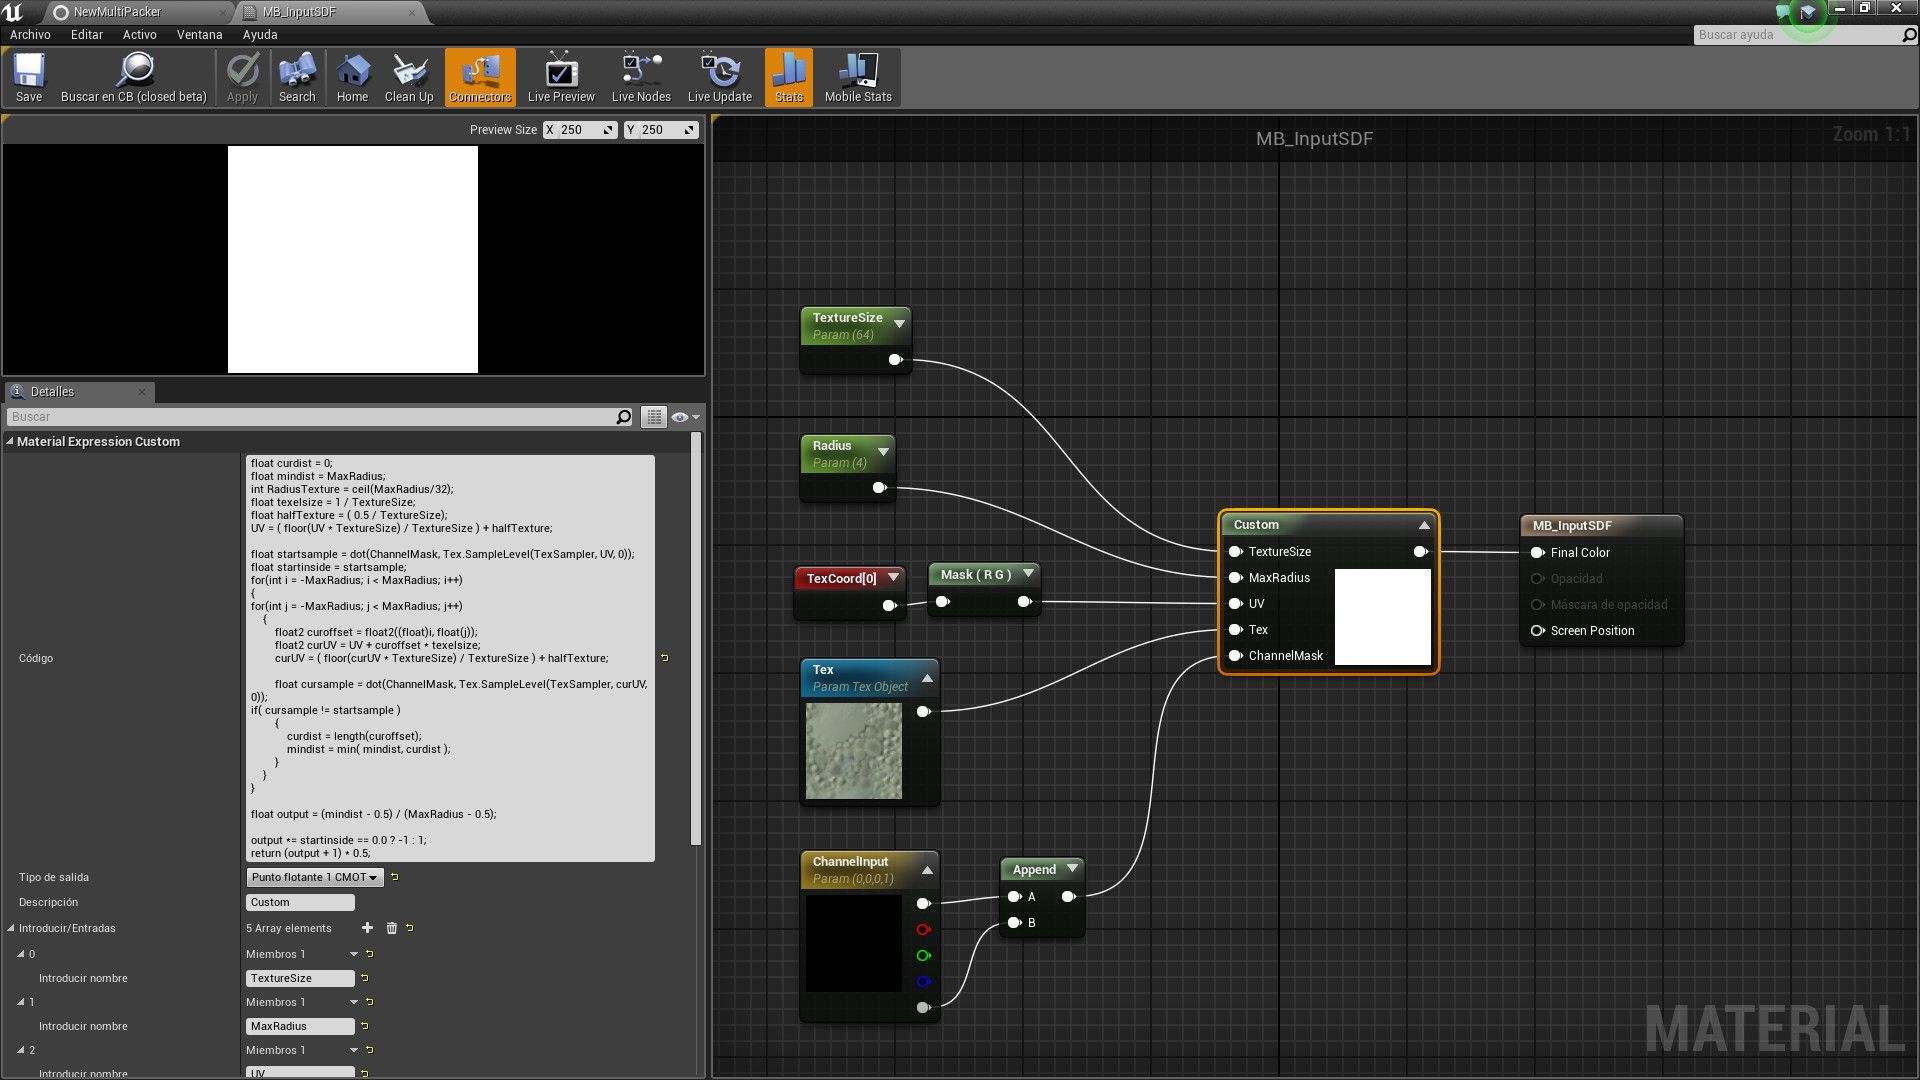 NewMultiPacker
MB_InputSDF
Archivo Editar Activo Ventana Ayuda
Buscar ayuda
Save
Buscar en CB (closed beta)
Apply
Search
Home
Clean Up
Connectors
Live Preview
Live Nodes
Live Update
Stats
Mobile Stats
Preview Size X 250 Y 250
Detalles
Buscar
Material Expression Custom
Código
float curdist = 0;
float mindist = MaxRadius;
int RadiusTexture = ceil(MaxRadius/32);
float texelsize = 1 / TextureSize;
float halfTexture = ( 0.5 / TextureSize);
UV = ( floor(UV * TextureSize) / TextureSize ) + halfTexture;
float startsample = dot(ChannelMask, Tex.SampleLevel(TexSampler, UV, 0));
float startinside = startsample;
for(int i = -MaxRadius; i < MaxRadius; i++)
{
for(int j = -MaxRadius; j < MaxRadius; j++)
{
float2 curoffset = float2((float)i, float(j));
float2 curUV = UV + curoffset * texelsize;
curUV = ( floor(curUV * TextureSize) / TextureSize ) + halfTexture;
float cursample = dot(ChannelMask, Tex.SampleLevel(TexSampler, curUV,
0));
if( cursample != startsample )
{
curdist = length(curoffset);
mindist = min( mindist, curdist );
}
}
}
float output = (mindist - 0.5) / (MaxRadius - 0.5);
output *= startinside == 0.0 ? -1 : 1;
return (output + 1) * 0.5;
Tipo de salida
Punto flotante 1 CMOT
Descripción
Custom
Introducir/Entradas
5 Array elements
0
Miembros 1
Introducir nombre
TextureSize
1
Miembros 1
Introducir nombre
MaxRadius
2
Miembros 1
Introducir nombre
UV
MB_InputSDF
Zoom 1:1
TextureSize
Param (64)
Radius
Param (4)
TexCoord[0]
Mask ( R G )
Tex
Param Tex Object
ChannelInput
Param (0,0,0,1)
Append
A
B
Custom
TextureSize
MaxRadius
UV
Tex
ChannelMask
MB_InputSDF
Final Color
Opacidad
Máscara de opacidad
Screen Position
MATERIAL